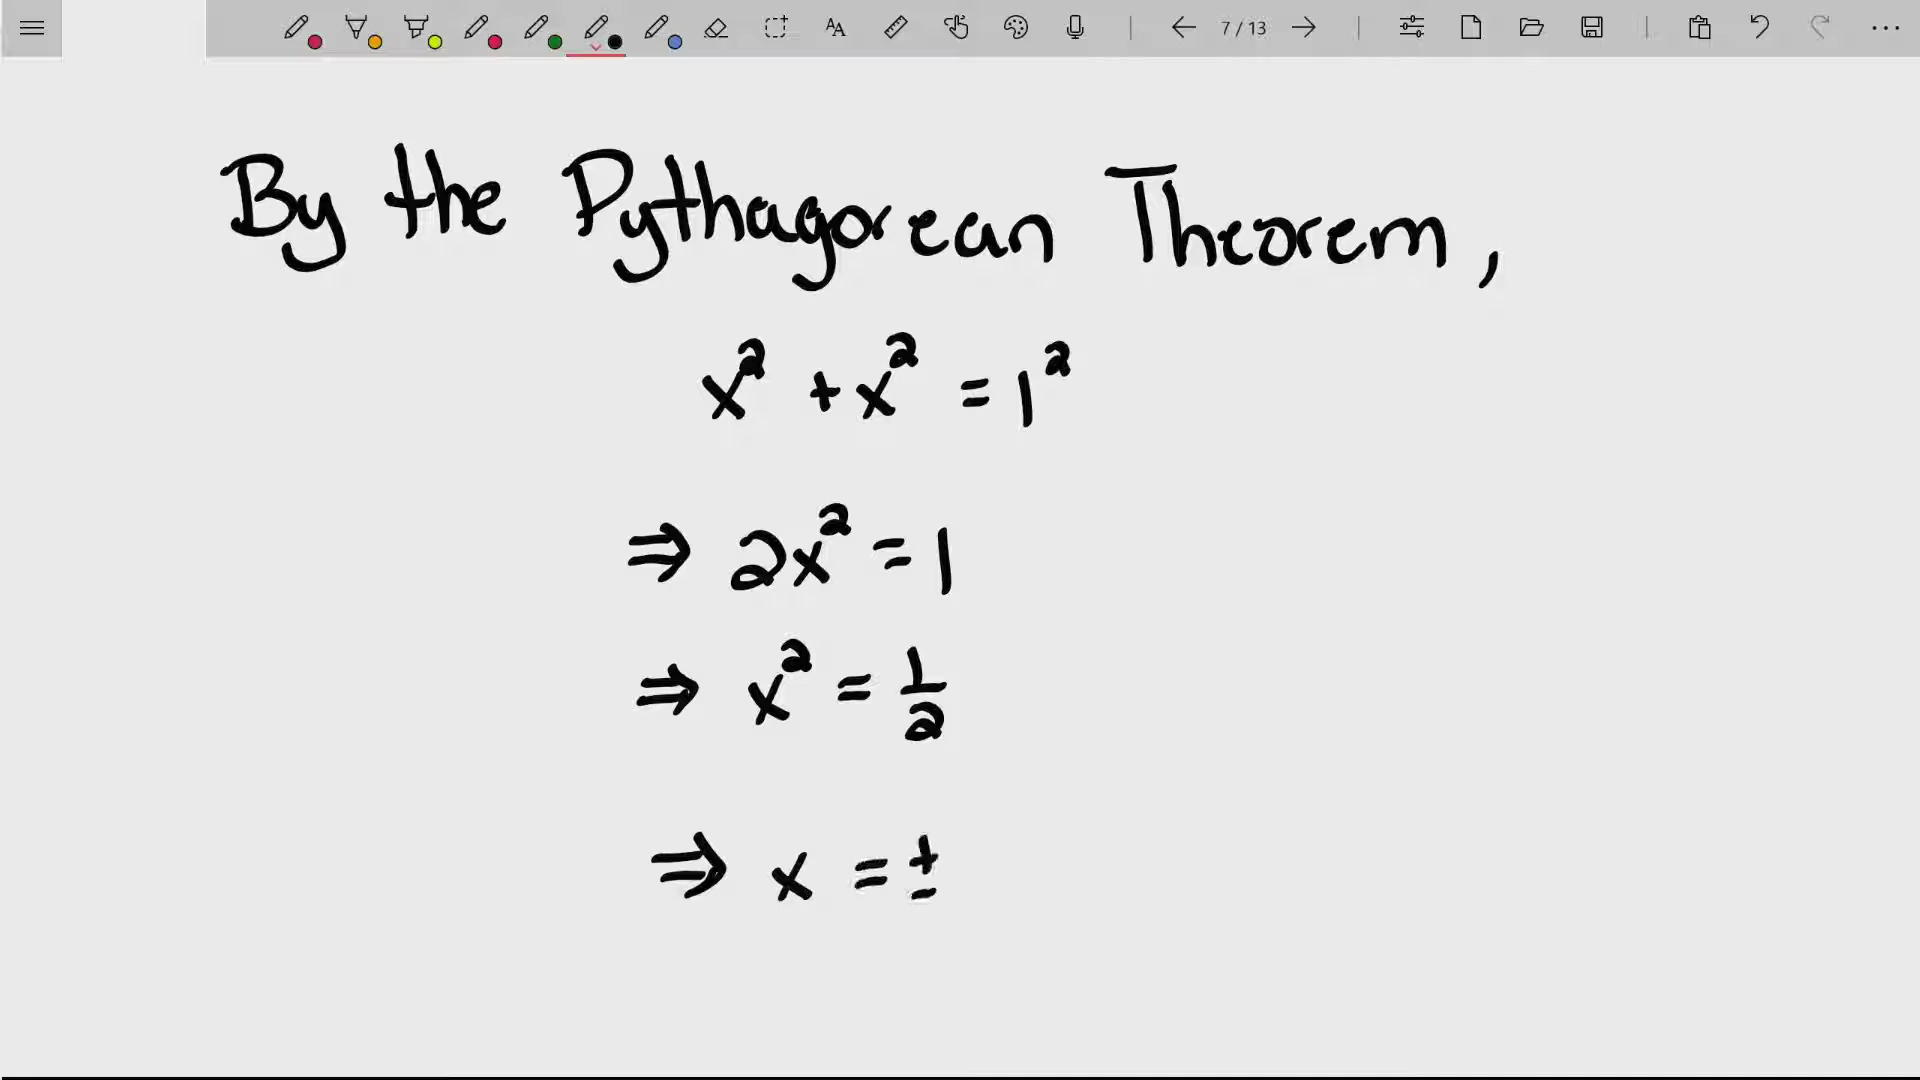 7 / 13
By the Pythagorean Theorem,
x² + x² = 1²
⇒ 2x² = 1
⇒ x² = 1/2
⇒ x = ±